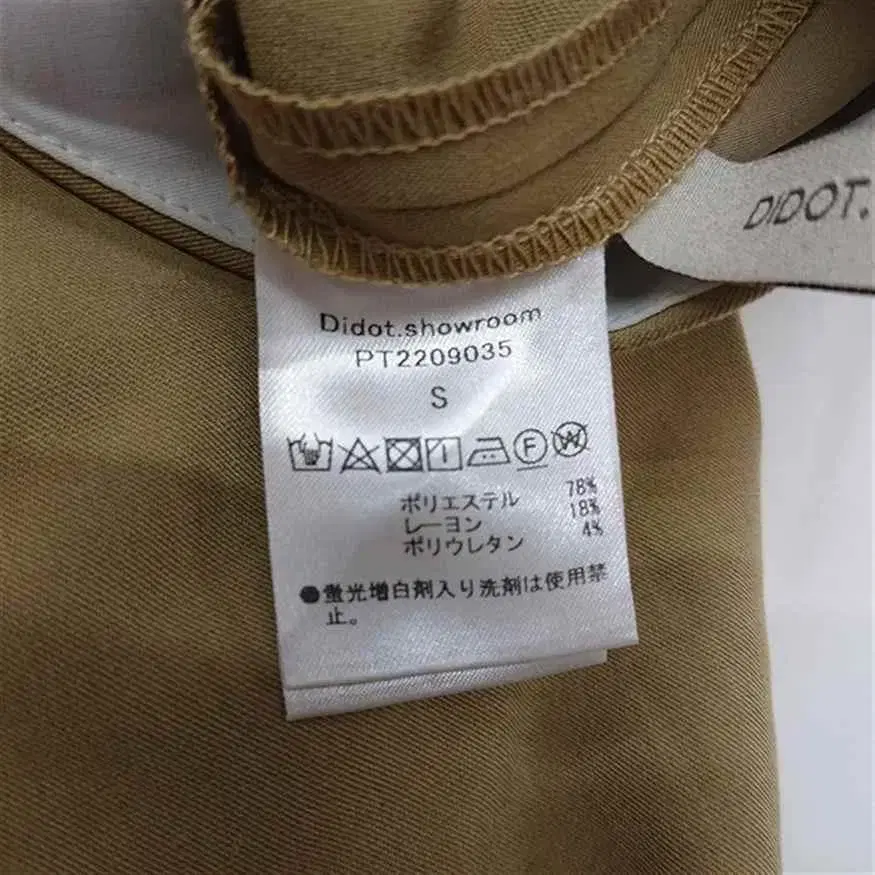 DIDOT.
Didot.showroom
PT2209035
S
F W
ポリエステル 78%
レーヨン 18%
ポリウレタン 4%
●蛍光増白剤入り洗剤は使用禁
止。